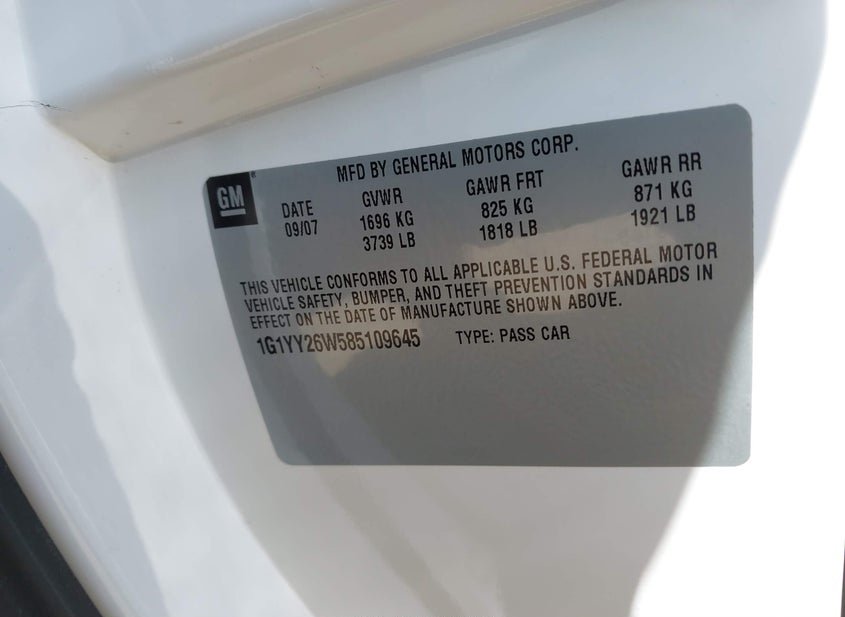 MFD BY GENERAL MOTORS CORP.
GM®
DATE GVWR GAWR FRT GAWR RR
09/07 1696 KG 825 KG 871 KG
3739 LB 1818 LB 1921 LB
THIS VEHICLE CONFORMS TO ALL APPLICABLE U.S. FEDERAL MOTOR
VEHICLE SAFETY, BUMPER, AND THEFT PREVENTION STANDARDS IN
EFFECT ON THE DATE OF MANUFACTURE SHOWN ABOVE.
1G1YY26W585109645 TYPE: PASS CAR